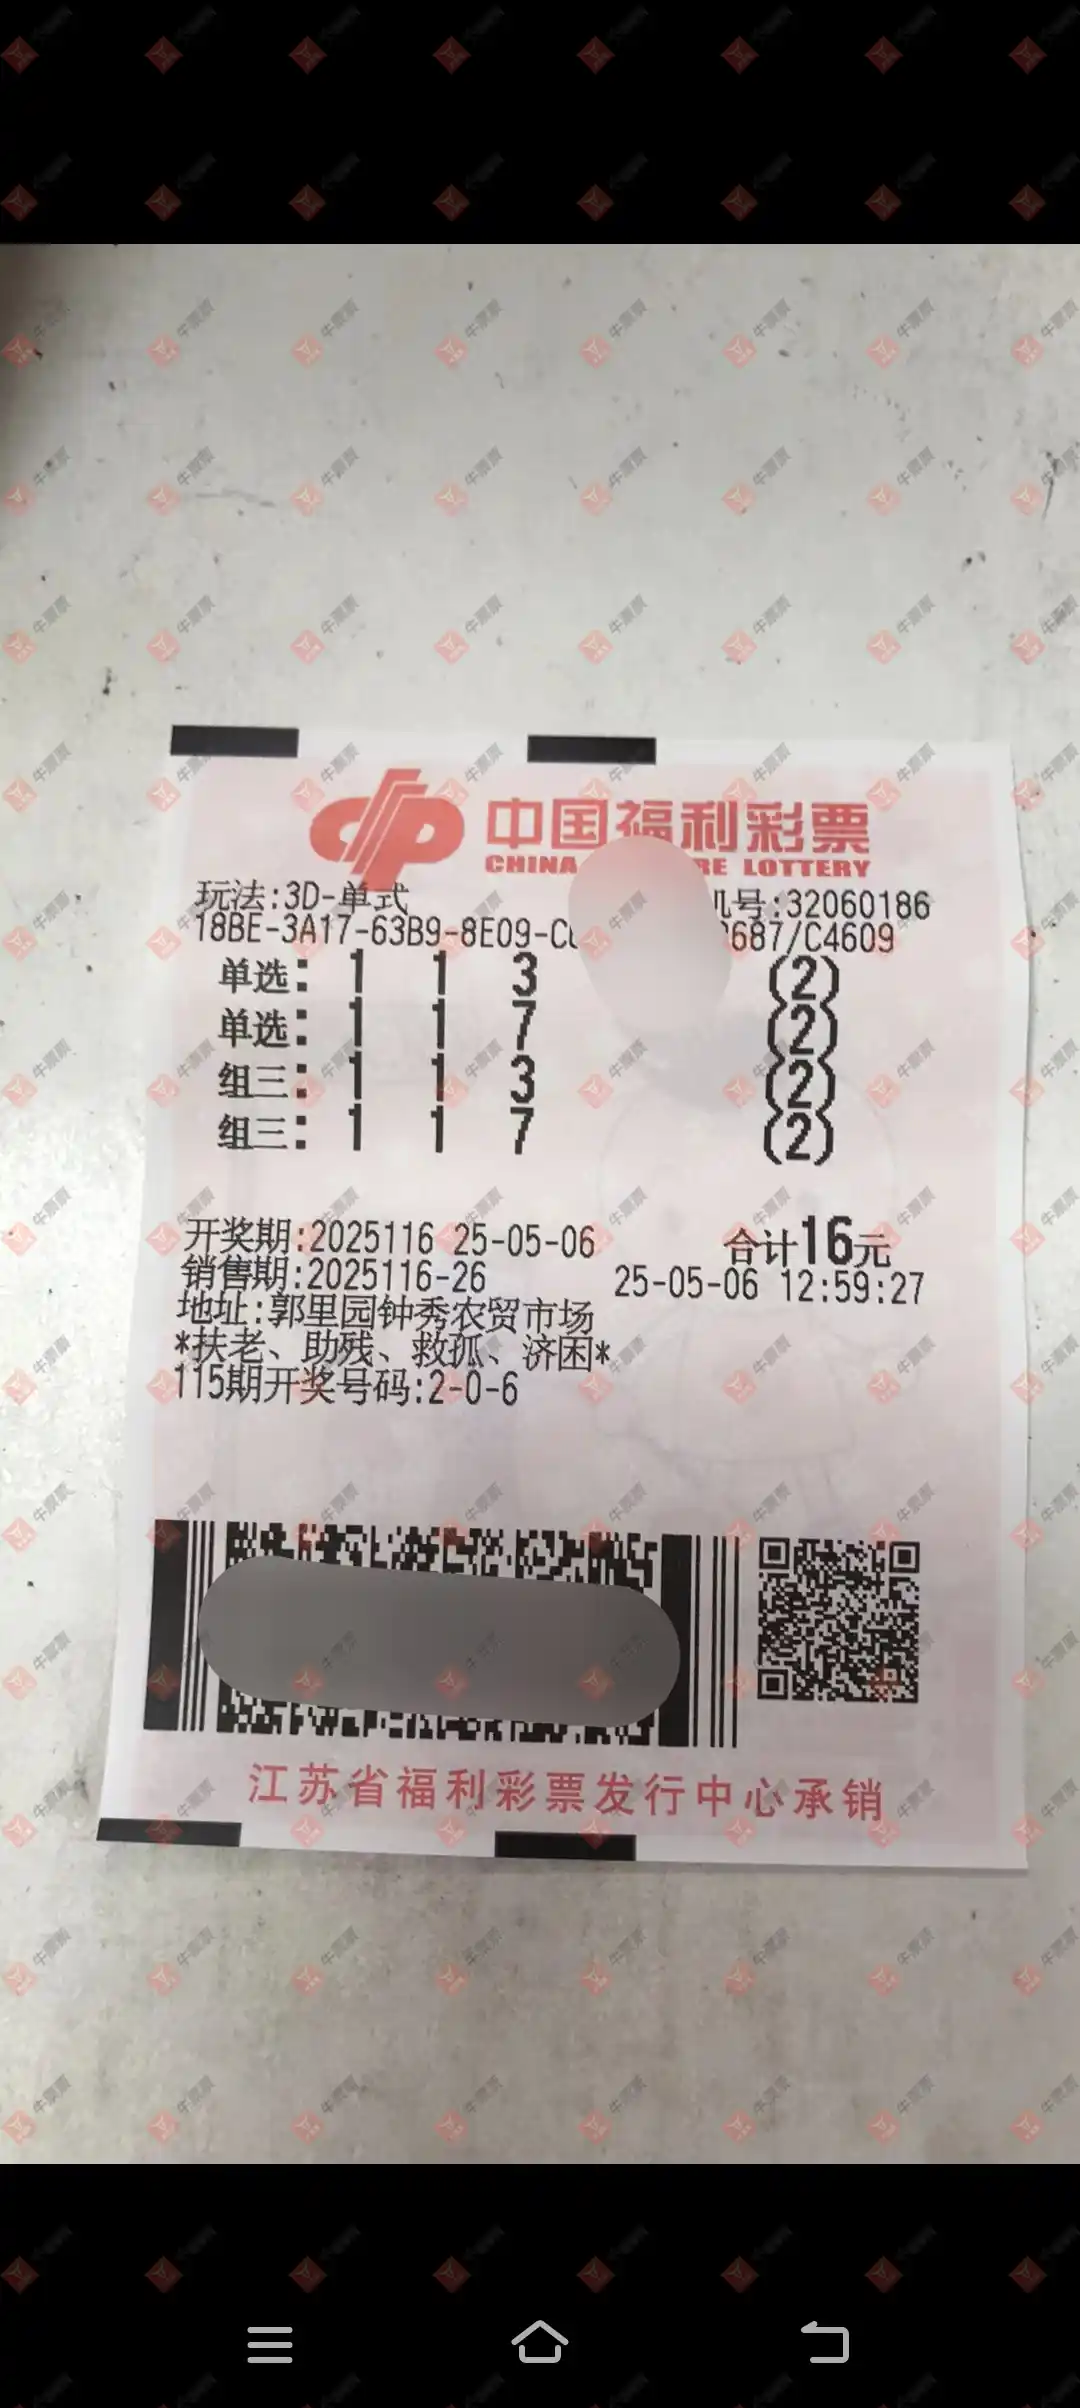 中国福利彩票
CHINA RE LOTTERY
玩法:3D-单式 机号:32060186
18BE-3A17-63B9-8E09-C 687/C4609
单选: 1 1 3 (2)
单选: 1 1 7 (2)
组三: 1 1 3 (2)
组三: 1 1 7 (2)
开奖期:2025116 25-05-06 合计16元
销售期:2025116-26 25-05-06 12:59:27
地址:郭里园钟秀农贸市场
*扶老、助残、救孤、济困*
115期开奖号码:2-0-6
江苏省福利彩票发行中心承销
牛票票